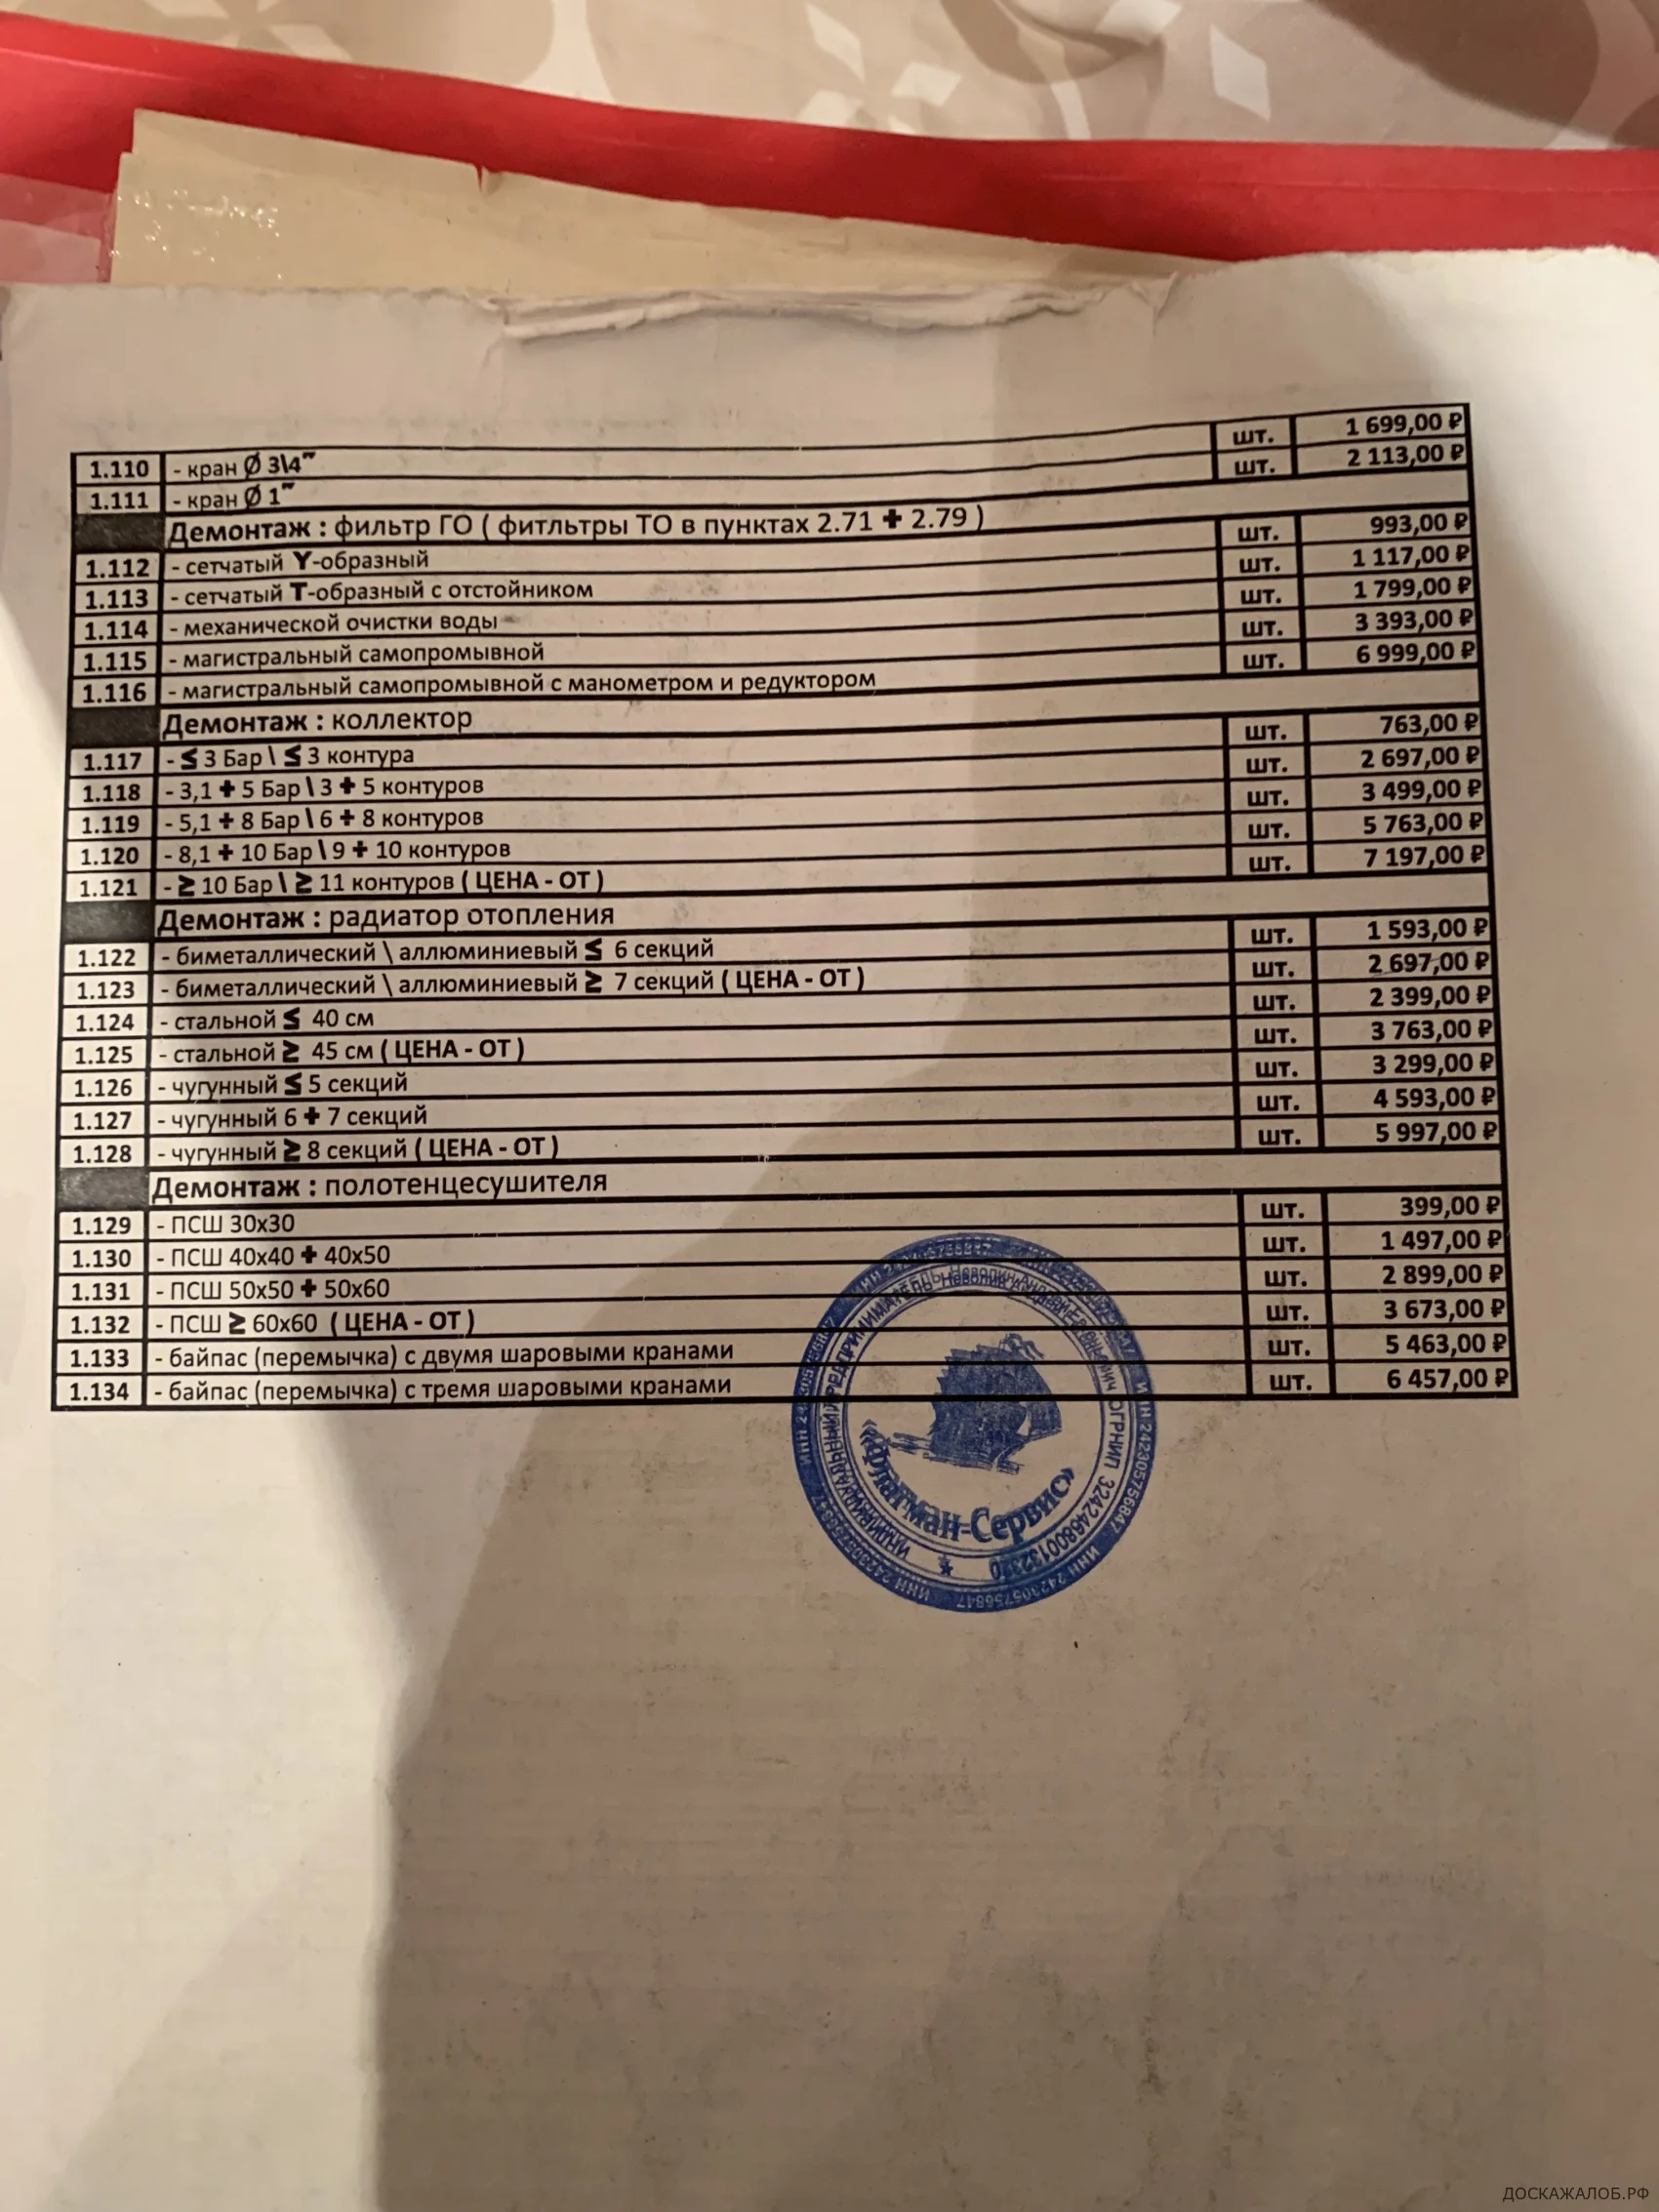 1.110 - кран Ø 3\4" шт. 1 699,00 ₽
1.111 - кран Ø 1" шт. 2 113,00 ₽
Демонтаж : фильтр ГО ( фитльтры ТО в пунктах 2.71 + 2.79 )
1.112 - сетчатый Y-образный шт. 993,00 ₽
1.113 - сетчатый Т-образный с отстойником шт. 1 117,00 ₽
1.114 - механической очистки воды шт. 1 799,00 ₽
1.115 - магистральный самопромывной шт. 3 393,00 ₽
1.116 - магистральный самопромывной с манометром и редуктором шт. 6 999,00 ₽
Демонтаж : коллектор
1.117 - ≤ 3 Бар \ ≤ 3 контура шт. 763,00 ₽
1.118 - 3,1 + 5 Бар \ 3 + 5 контуров шт. 2 697,00 ₽
1.119 - 5,1 + 8 Бар \ 6 + 8 контуров шт. 3 499,00 ₽
1.120 - 8,1 + 10 Бар \ 9 + 10 контуров шт. 5 763,00 ₽
1.121 - ≥ 10 Бар \ ≥ 11 контуров ( ЦЕНА - ОТ ) шт. 7 197,00 ₽
Демонтаж : радиатор отопления
1.122 - биметаллический \ аллюминиевый ≤ 6 секций шт. 1 593,00 ₽
1.123 - биметаллический \ аллюминиевый ≥ 7 секций ( ЦЕНА - ОТ ) шт. 2 697,00 ₽
1.124 - стальной ≤ 40 см шт. 2 399,00 ₽
1.125 - стальной ≥ 45 см ( ЦЕНА - ОТ ) шт. 3 763,00 ₽
1.126 - чугунный ≤ 5 секций шт. 3 299,00 ₽
1.127 - чугунный 6 + 7 секций шт. 4 593,00 ₽
1.128 - чугунный ≥ 8 секций ( ЦЕНА - ОТ ) шт. 5 997,00 ₽
Демонтаж : полотенцесушителя
1.129 - ПСШ 30х30 шт. 399,00 ₽
1.130 - ПСШ 40х40 + 40х50 шт. 1 497,00 ₽
1.131 - ПСШ 50х50 + 50х60 шт. 2 899,00 ₽
1.132 - ПСШ ≥ 60х60 ( ЦЕНА - ОТ ) шт. 3 673,00 ₽
1.133 - байпас (перемычка) с двумя шаровыми кранами шт. 5 463,00 ₽
1.134 - байпас (перемычка) с тремя шаровыми кранами шт. 6 457,00 ₽
ИНН 242305756847 ИНН 242305756847
ИНДИВИДУАЛЬНЫЙ ПРЕДПРИНИМАТЕЛЬ Неволин ОГРНИП
«Флагман-Сервис»
ДОСКАЖАЛОБ.РФ